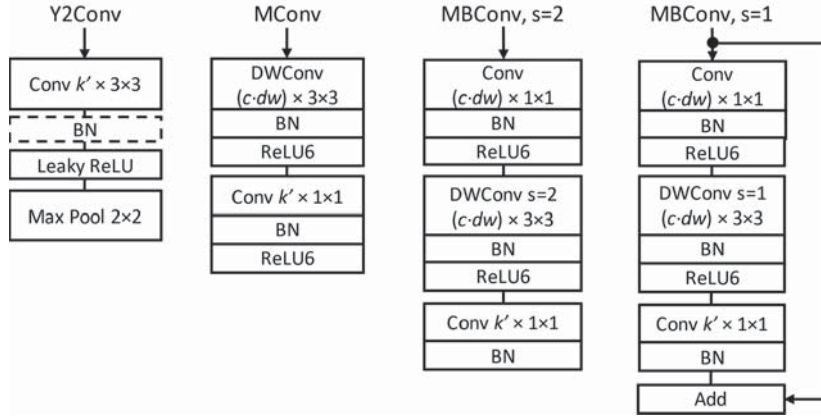 Y2Conv
Conv k’ × 3×3
BN
Leaky ReLU
Max Pool 2×2
MConv
DWConv
(c·dw) × 3×3
BN
ReLU6
Conv k’ × 1×1
BN
ReLU6
MBConv, s=2
Conv
(c·dw) × 1×1
BN
ReLU6
DWConv s=2
(c·dw) × 3×3
BN
ReLU6
Conv k’ × 1×1
BN
MBConv, s=1
Conv
(c·dw) × 1×1
BN
ReLU6
DWConv s=1
(c·dw) × 3×3
BN
ReLU6
Conv k’ × 1×1
BN
Add